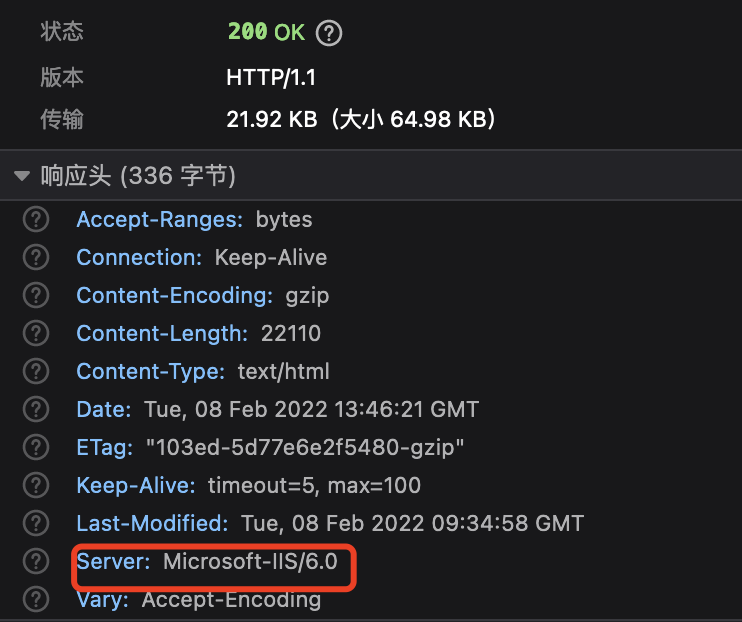 状态 200 OK
版本 HTTP/1.1
传输 21.92 KB（大小 64.98 KB）
响应头 (336 字节)
Accept-Ranges: bytes
Connection: Keep-Alive
Content-Encoding: gzip
Content-Length: 22110
Content-Type: text/html
Date: Tue, 08 Feb 2022 13:46:21 GMT
ETag: "103ed-5d77e6e2f5480-gzip"
Keep-Alive: timeout=5, max=100
Last-Modified: Tue, 08 Feb 2022 09:34:58 GMT
Server: Microsoft-IIS/6.0
Vary: Accept-Encoding